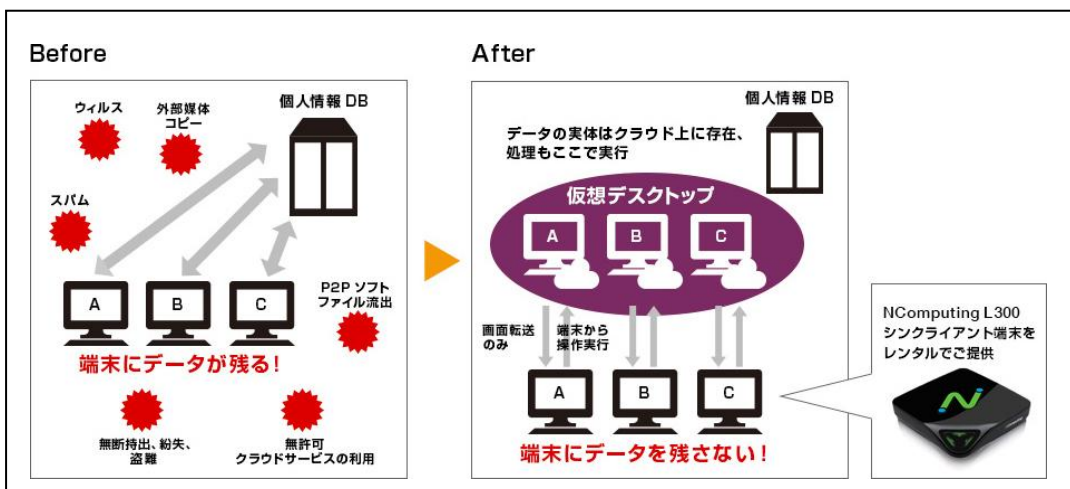 Before
ウィルス
外部媒体
コピー
個人情報 DB
スパム
A
B
C
P2P ソフト
ファイル流出
端末にデータが残る!
無断持出、紛失、
盗難
無許可
クラウドサービスの利用
After
個人情報 DB
データの実体はクラウド上に存在、
処理もここで実行
仮想デスクトップ
A
B
C
画面転送
のみ
端末から
操作実行
A
B
C
端末にデータを残さない!
NComputing L300
シンクライアント端末を
レンタルでご提供